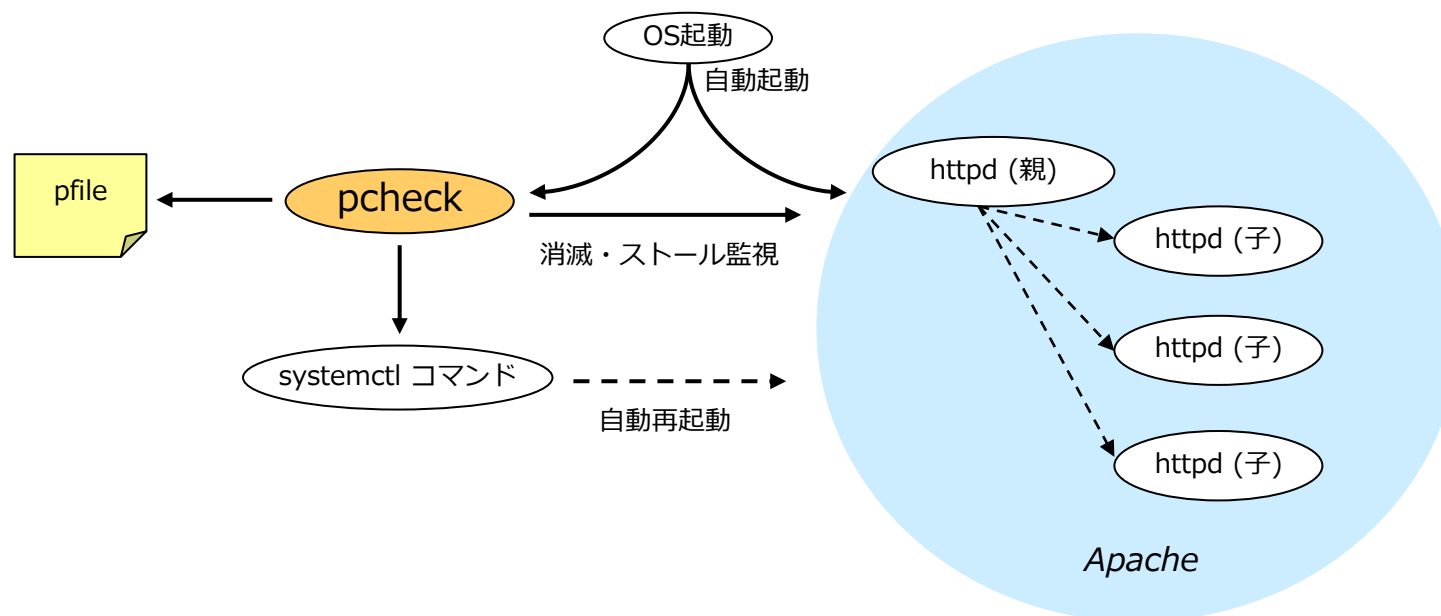 OS起動
自動起動
pfile
pcheck
httpd (親)
消滅・ストール監視
httpd (子)
httpd (子)
systemctl コマンド
自動再起動
httpd (子)
Apache